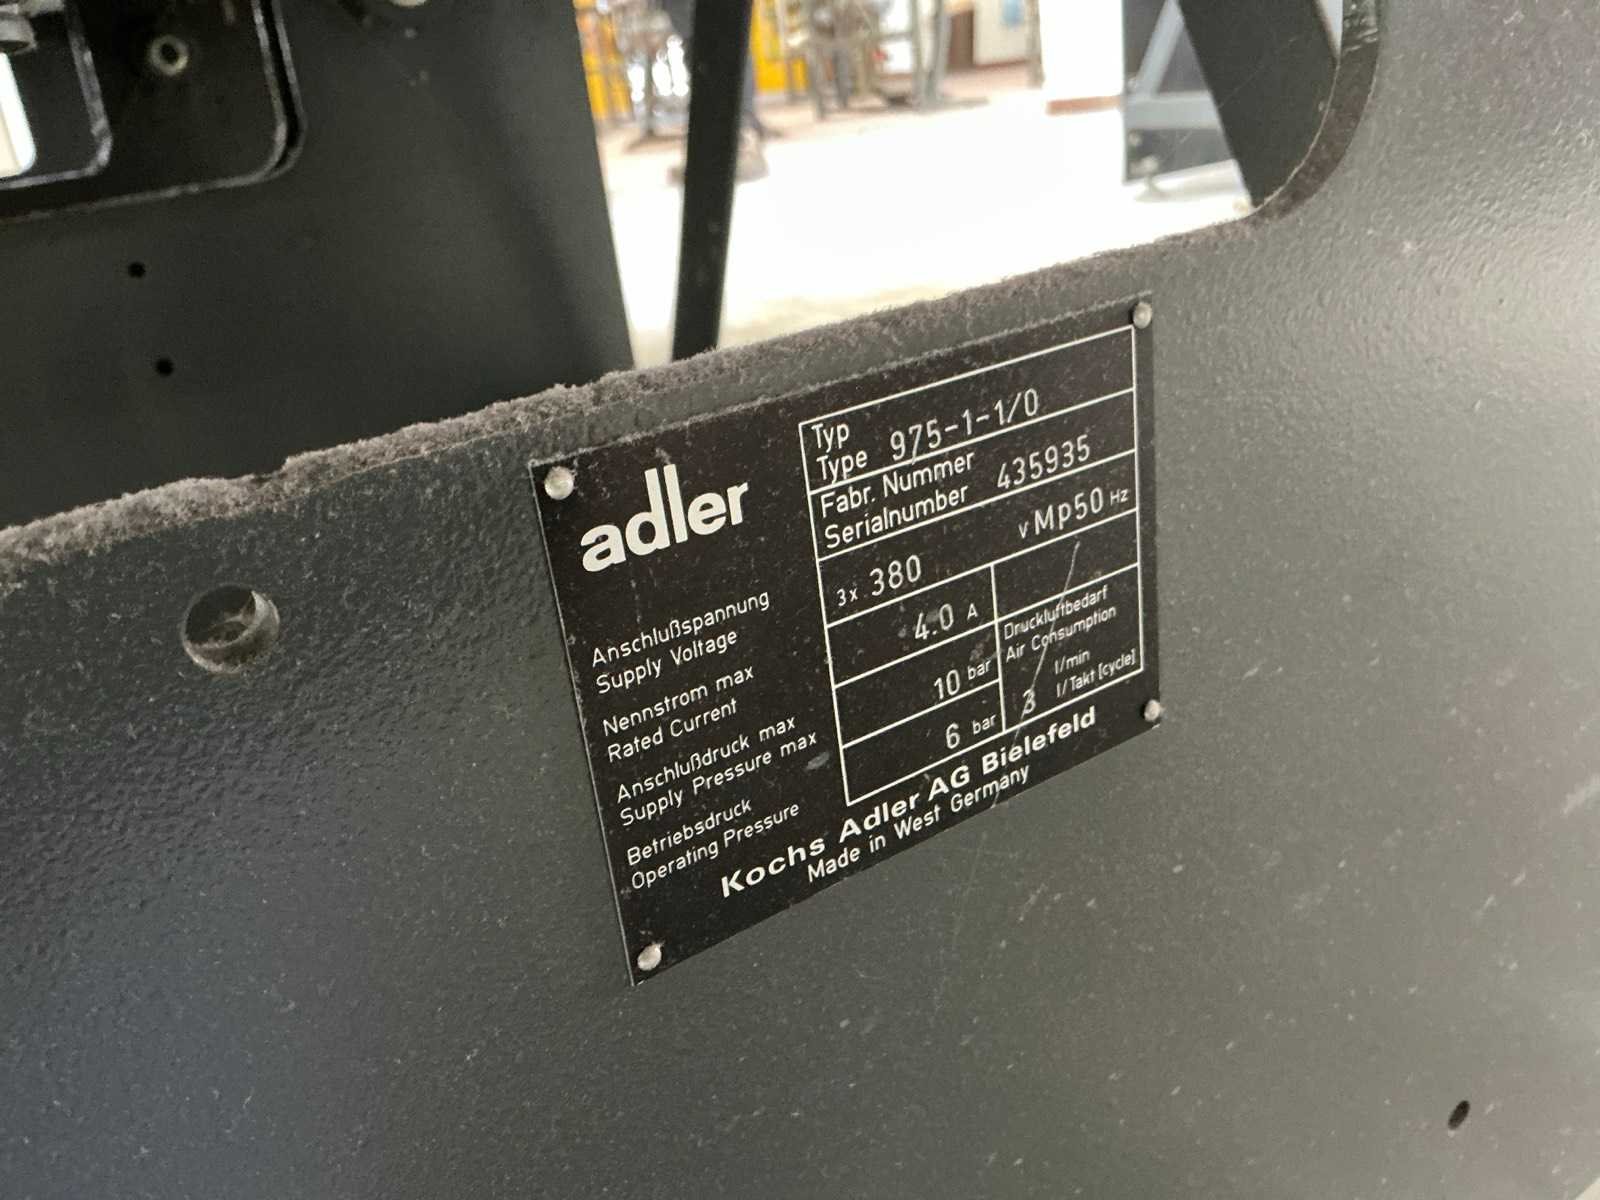 adler
Typ
Type 975-1-1/0
Fabr. Nummer
Serialnumber 435935
Anschlußspannung
Supply Voltage
3x 380 v Mp50 Hz
Nennstrom max
Rated Current
4.0 A
Anschlußdruck max
Supply Pressure max
10 bar
Betriebsdruck
Operating Pressure
6 bar
Druckluftbedarf
Air Consumption
l/min
3 l/Takt [cycle]
Kochs Adler AG Bielefeld
Made in West Germany